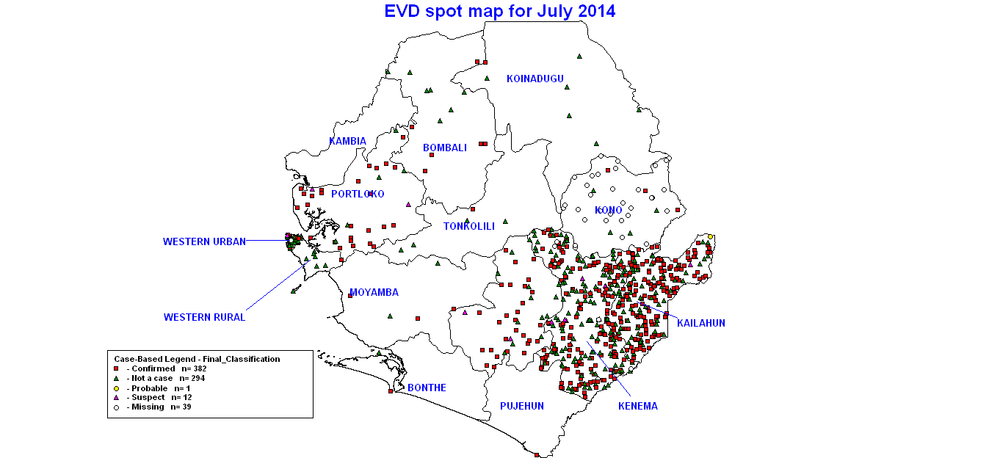 EVD spot map for July 2014
KOINADUGU
KAMBIA
BOMBALI
PORTLOKO
KONO
TONKOLILI
WESTERN URBAN
MOYAMBA
WESTERN RURAL
KAILAHUN
Case-Based Legend - Final_Classification
- Confirmed n= 382
- Not a case n= 294
- Probable n= 1
- Suspect n= 12
- Missing n= 39
BONTHE
PUJEHUN
KENEMA